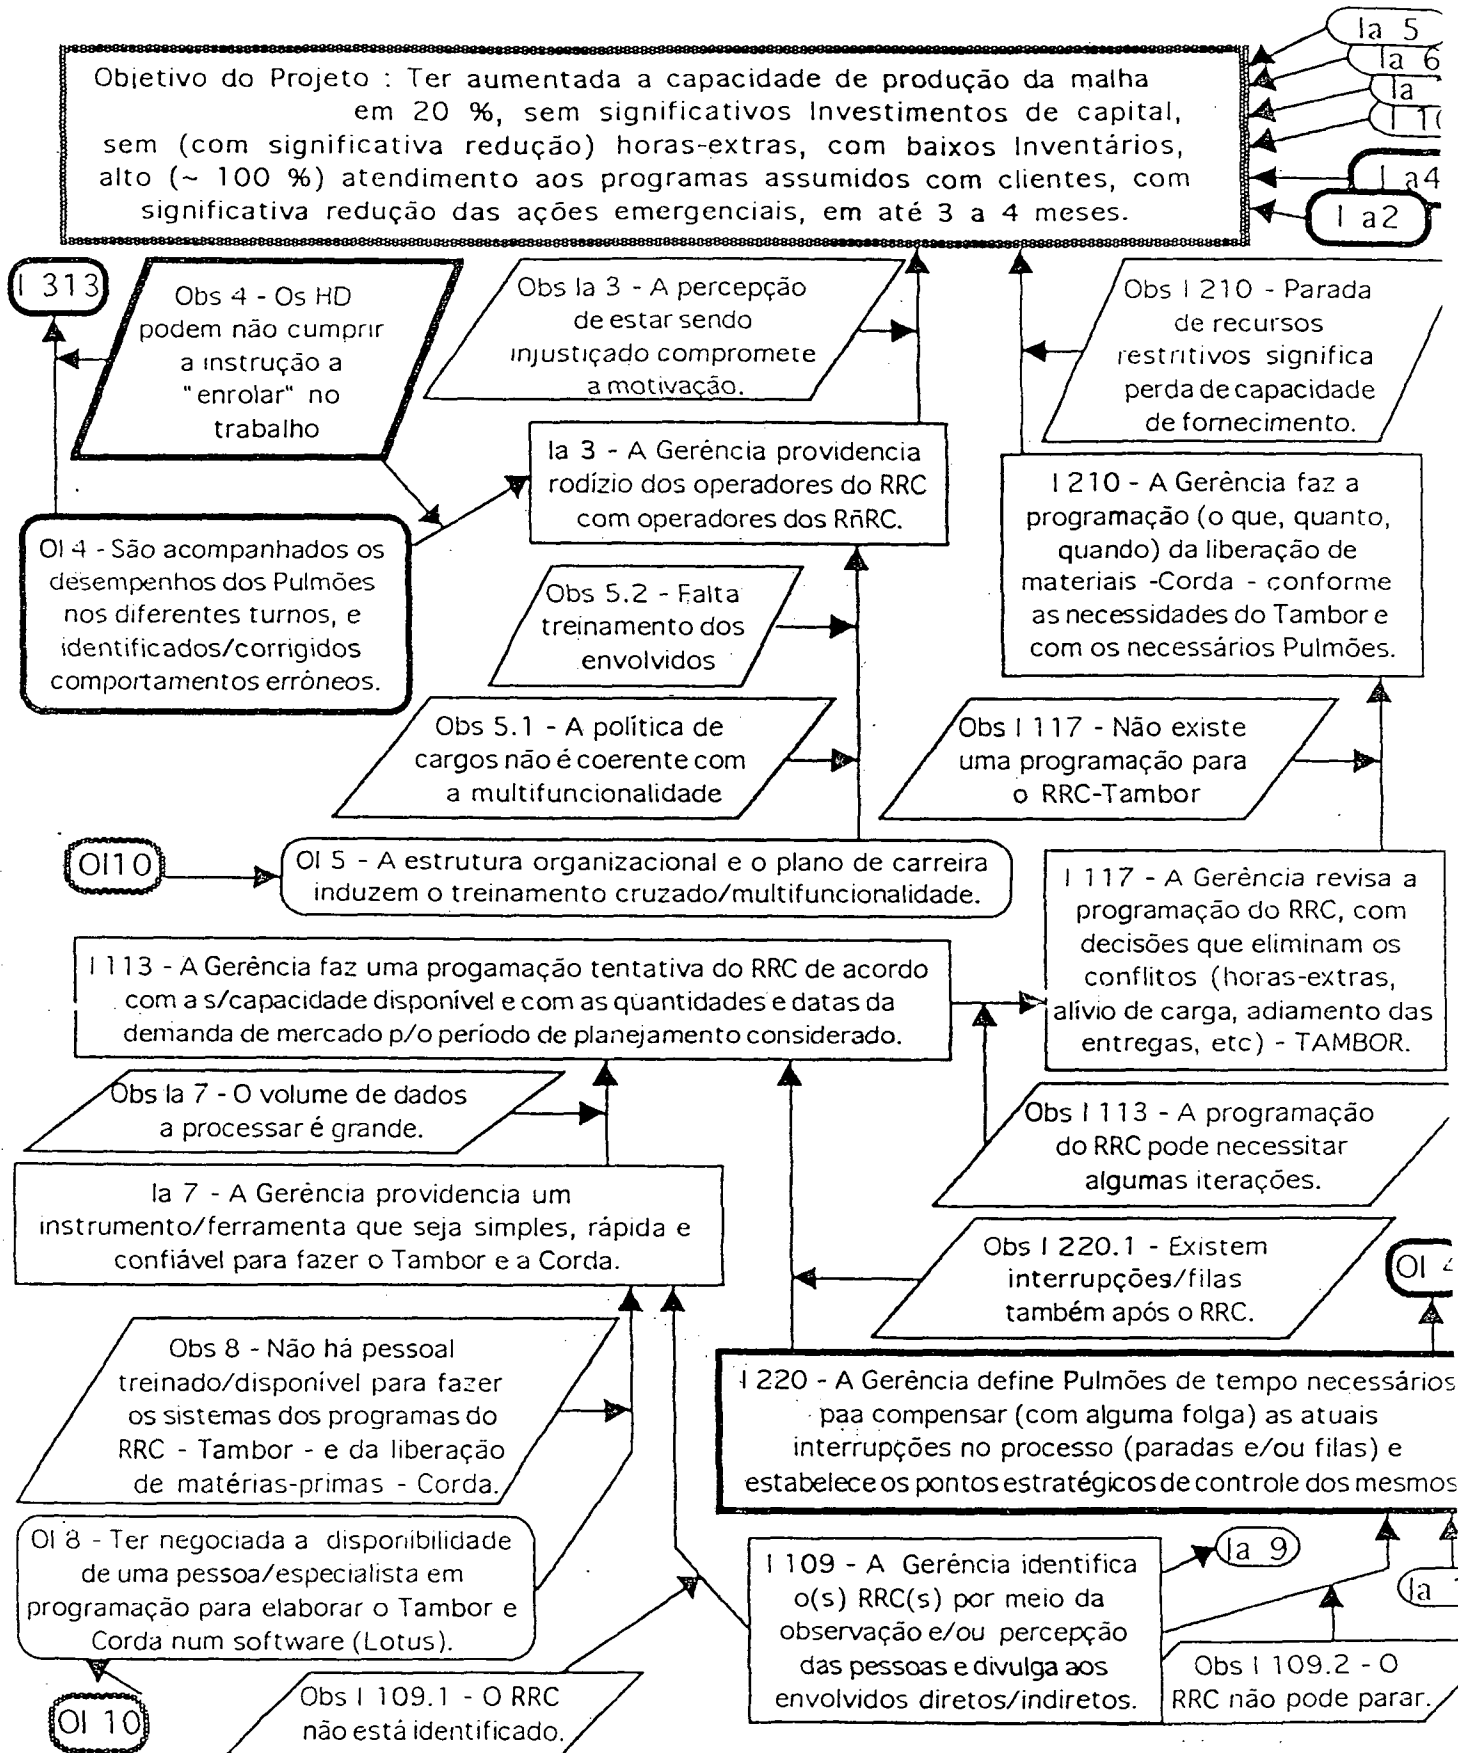 Ia 5
Ia 6
Ia
I 10
I a4
I a2
Objetivo do Projeto : Ter aumentada a capacidade de produção da malha
em 20 %, sem significativos Investimentos de capital,
sem (com significativa redução) horas-extras, com baixos Inventários,
alto (~ 100 %) atendimento aos programas assumidos com clientes, com
significativa redução das ações emergenciais, em até 3 a 4 meses.
I 313
Obs 4 - Os HD
podem não cumprir
a instrução a
"enrolar" no
trabalho
Obs Ia 3 - A percepção
de estar sendo
injustiçado compromete
a motivação.
Obs I 210 - Parada
de recursos
restritivos significa
perda de capacidade
de fornecimento.
Ia 3 - A Gerência providencia
rodízio dos operadores do RRC
com operadores dos RñRC.
I 210 - A Gerência faz a
programação (o que, quanto,
quando) da liberação de
materiais -Corda - conforme
as necessidades do Tambor e
com os necessários Pulmões.
OI 4 - São acompanhados os
desempenhos dos Pulmões
nos diferentes turnos, e
identificados/corrigidos
comportamentos errôneos.
Obs 5.2 - Falta
treinamento dos
envolvidos
Obs 5.1 - A política de
cargos não é coerente com
a multifuncionalidade
Obs I 117 - Não existe
uma programação para
o RRC-Tambor
OI10
OI 5 - A estrutura organizacional e o plano de carreira
induzem o treinamento cruzado/multifuncionalidade.
I 117 - A Gerência revisa a
programação do RRC, com
decisões que eliminam os
conflitos (horas-extras,
alívio de carga, adiamento das
entregas, etc) - TAMBOR.
I 113 - A Gerência faz uma progamação tentativa do RRC de acordo
com a s/capacidade disponível e com as quantidades e datas da
demanda de mercado p/o período de planejamento considerado.
Obs Ia 7 - O volume de dados
a processar é grande.
Obs I 113 - A programação
do RRC pode necessitar
algumas iterações.
Ia 7 - A Gerência providencia um
instrumento/ferramenta que seja simples, rápida e
confiável para fazer o Tambor e a Corda.
Obs I 220.1 - Existem
interrupções/filas
também após o RRC.
OI 4
Obs 8 - Não há pessoal
treinado/disponível para fazer
os sistemas dos programas do
RRC - Tambor - e da liberação
de matérias-primas - Corda.
I 220 - A Gerência define Pulmões de tempo necessários
paa compensar (com alguma folga) as atuais
interrupções no processo (paradas e/ou filas) e
estabelece os pontos estratégicos de controle dos mesmos
OI 8 - Ter negociada a disponibilidade
de uma pessoa/especialista em
programação para elaborar o Tambor e
Corda num software (Lotus).
I 109 - A Gerência identifica
o(s) RRC(s) por meio da
observação e/ou percepção
das pessoas e divulga aos
envolvidos diretos/indiretos.
Ia 9
Ia
Obs I 109.2 - O
RRC não pode parar.
Obs I 109.1 - O RRC
não está identificado.
OI 10